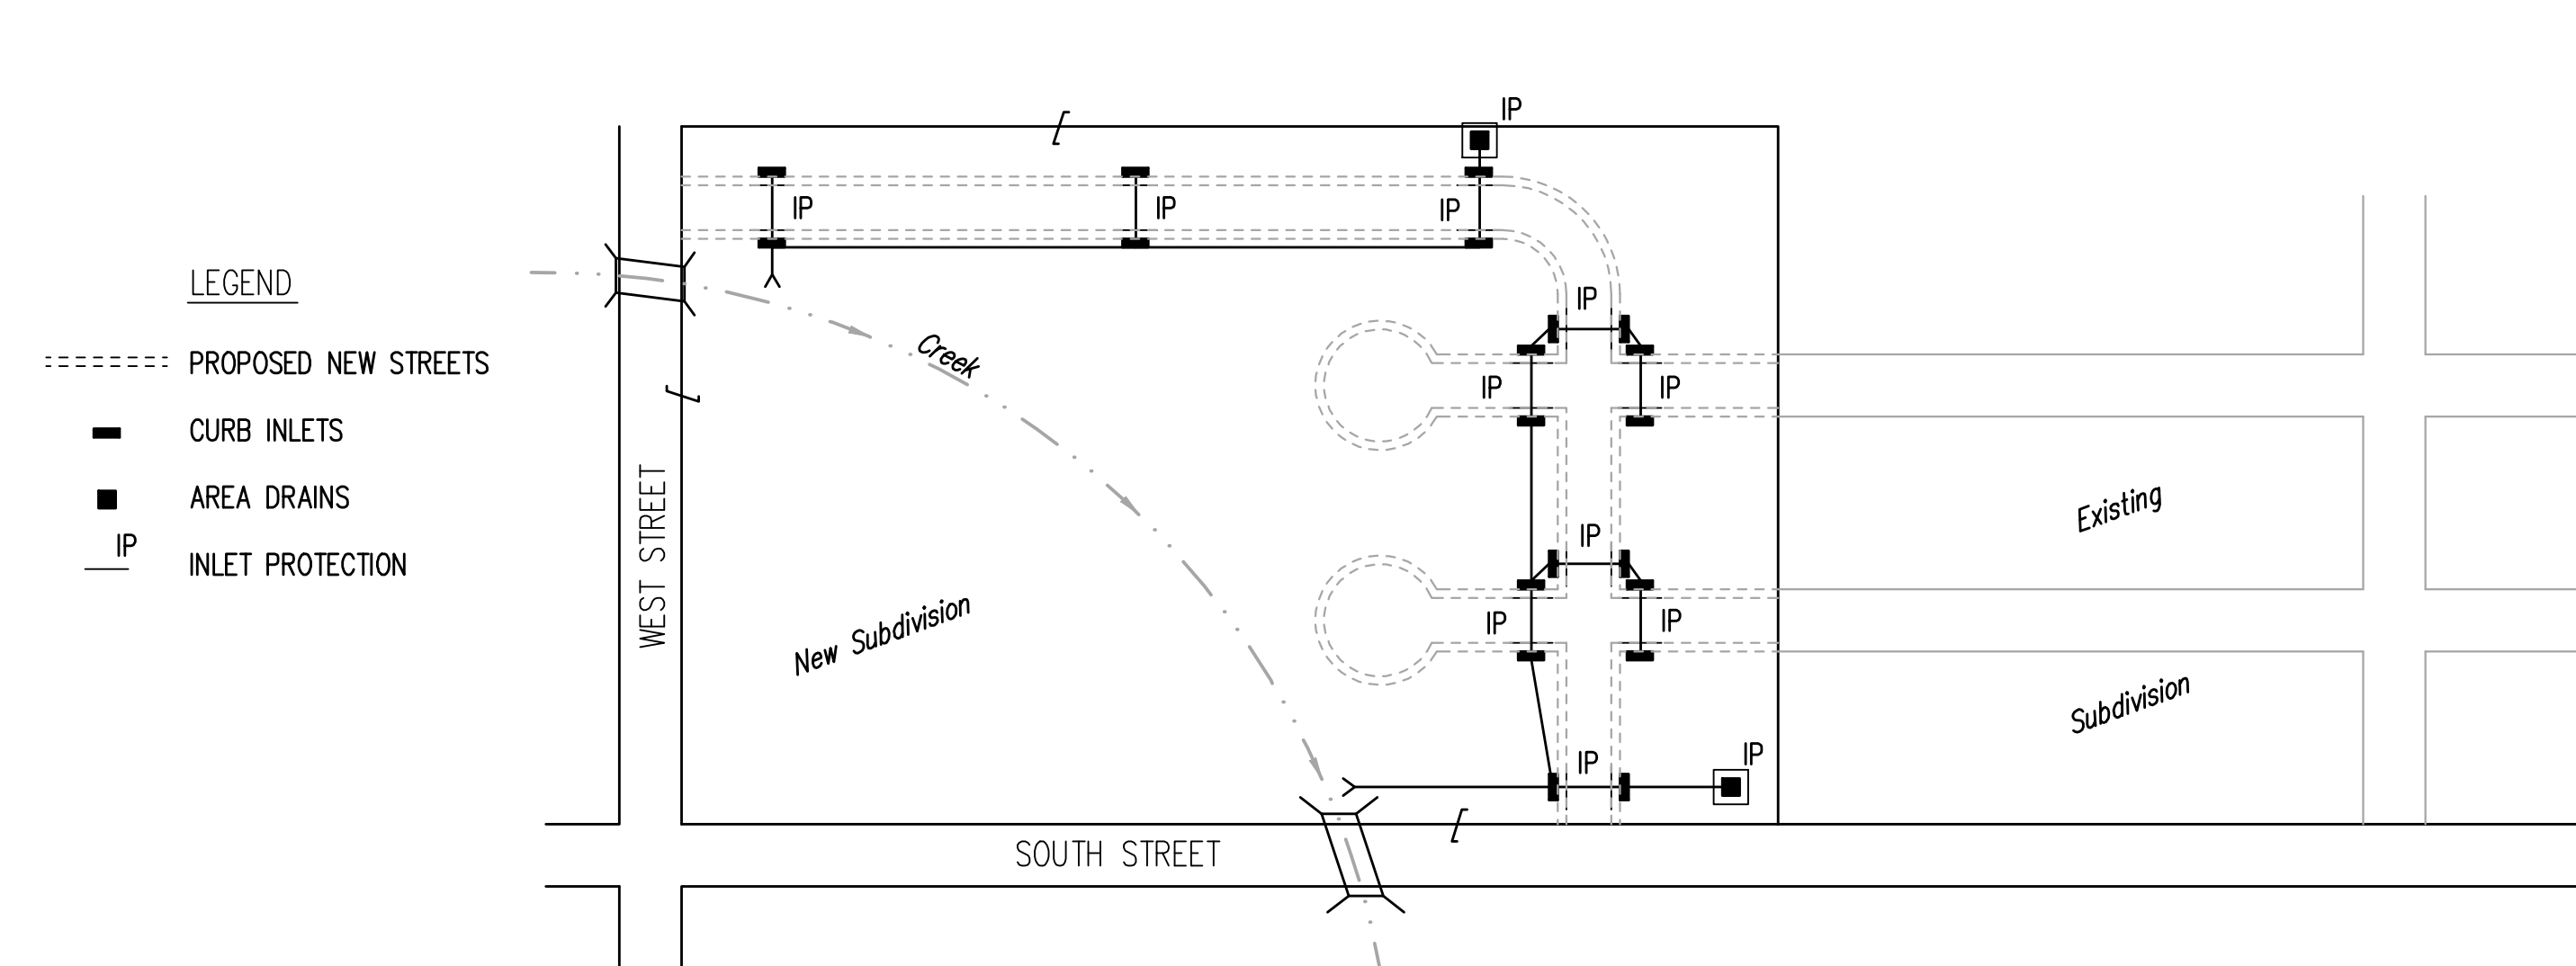 LEGEND
PROPOSED NEW STREETS
CURB INLETS
AREA DRAINS
IP
INLET PROTECTION
WEST STREET
SOUTH STREET
Creek
New Subdivision
IP
IP
IP
IP
IP
IP
IP
IP
IP
IP
IP
IP
Existing
Subdivision